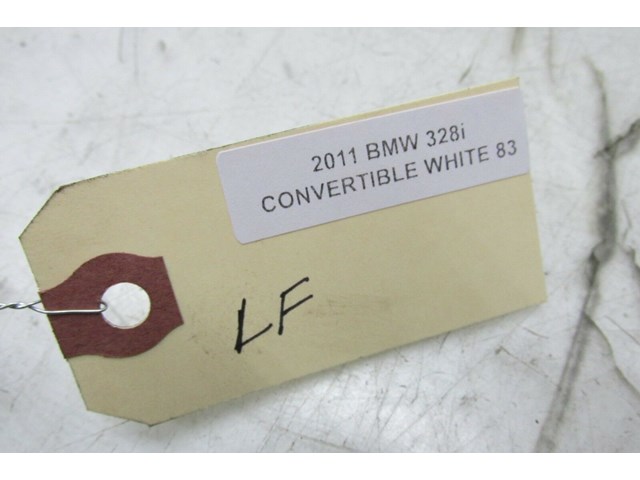 2011 BMW 328i
CONVERTIBLE WHITE 83
LF